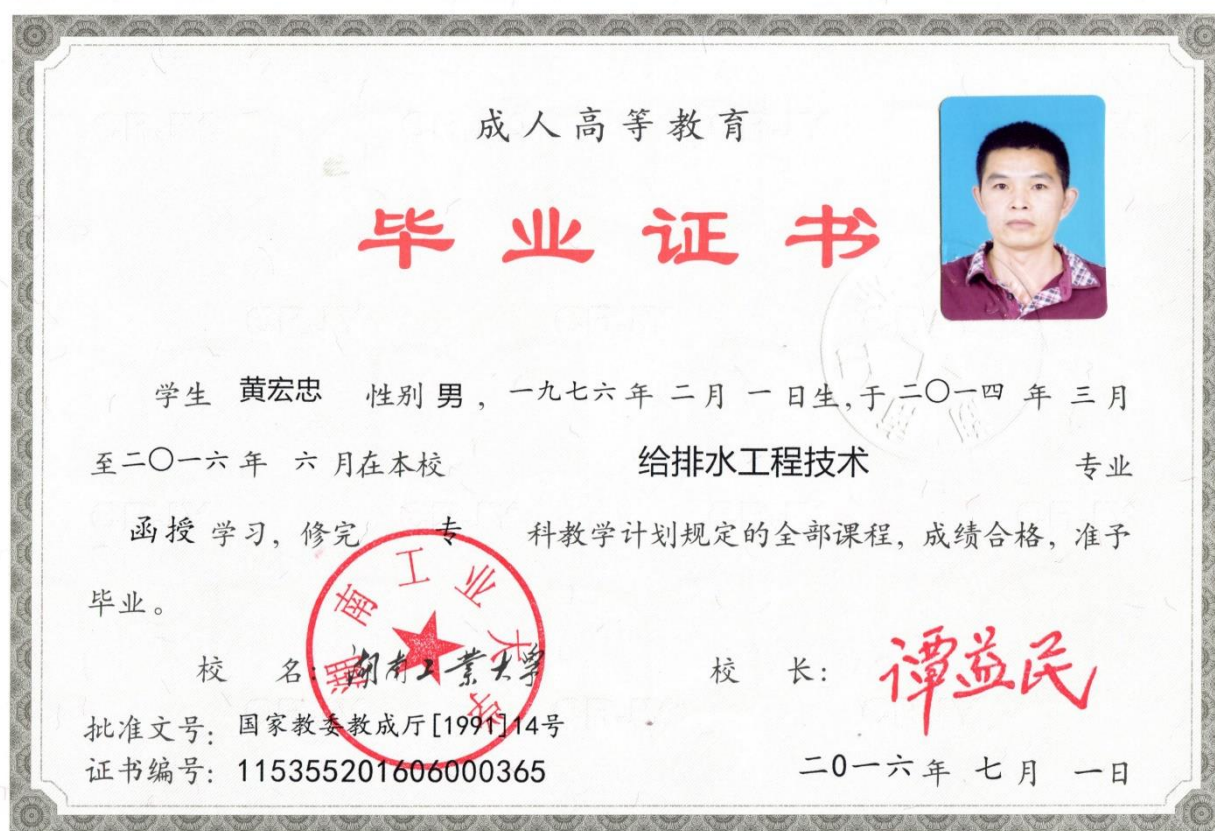 成人高等教育
毕业证书
学生 黄宏忠 性别 男 ，一九七六 年 二 月 一 日生，于 二〇一四 年 三 月
至 二〇一六 年 六 月在本校 给排水工程技术 专业
函授 学习，修完 专 科教学计划规定的全部课程，成绩合格，准予
毕业。
校 名：湖南工業大學
校 长：谭益民
湖南工业大学
批准文号：国家教委教成厅[1991]14号
证书编号：115355201606000365
二0一六 年 七 月 一日